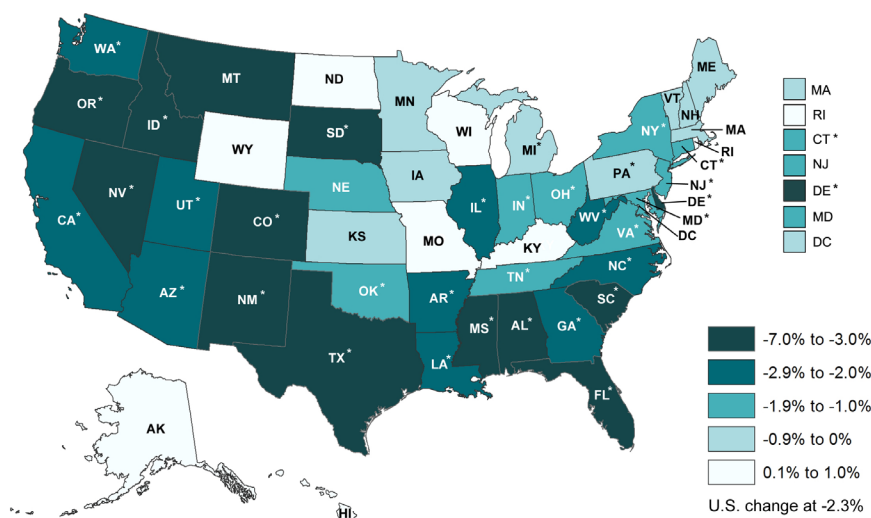 WA*
MT
ND
MN
ME
VT
NH
MA
RI
CT*
NJ
DE*
MD
DC
OR*
ID*
SD*
WI
MI*
NY*
MA
RI
CT*
WY
NE
IA
PA*
NJ*
DE*
MD*
DC
NV*
UT*
CO*
KS
MO
IL*
IN*
OH*
WV*
VA*
KY
CA*
AZ*
NM*
OK*
AR*
TN*
NC*
SC*
TX*
LA*
MS*
AL*
GA*
FL*
AK
HI
-7.0% to -3.0%
-2.9% to -2.0%
-1.9% to -1.0%
-0.9% to 0%
0.1% to 1.0%
U.S. change at -2.3%